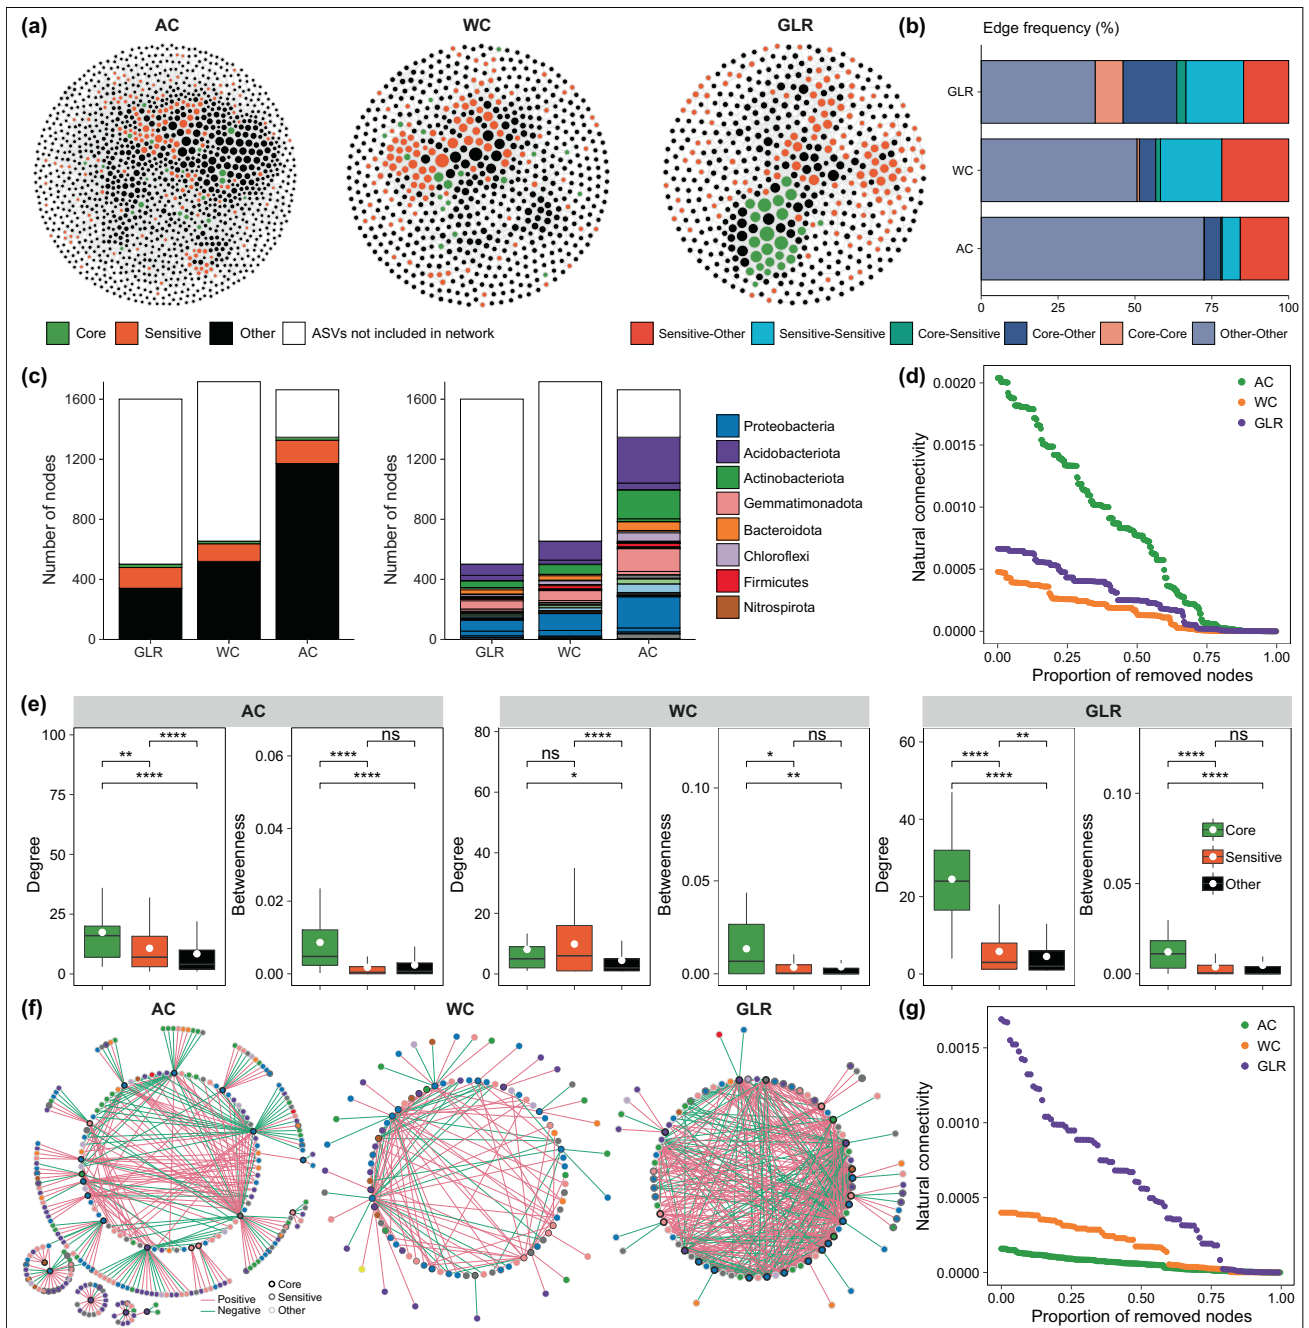 (a)
AC
WC
GLR
(b)
Edge frequency (%)
GLR
WC
AC
0
25
50
75
100
Core
Sensitive
Other
ASVs not included in network
Sensitive-Other
Sensitive-Sensitive
Core-Sensitive
Core-Other
Core-Core
Other-Other
(c)
Number of nodes
1600
1200
800
400
0
GLR
WC
AC
Number of nodes
1600
1200
800
400
0
GLR
WC
AC
Proteobacteria
Acidobacteriota
Actinobacteriota
Gemmatimonadota
Bacteroidota
Chloroflexi
Firmicutes
Nitrospirota
(d)
Natural connectivity
0.0020
0.0015
0.0010
0.0005
0.0000
AC
WC
GLR
0.00
0.25
0.50
0.75
1.00
Proportion of removed nodes
(e)
AC
WC
GLR
Degree
100
75
50
25
0
****
**
****
Betweenness
0.06
0.04
0.02
0.00
ns
****
****
Degree
80
60
40
20
0
****
ns
*
Betweenness
0.10
0.05
0.00
ns
*
**
Degree
60
40
20
0
**
****
****
Betweenness
0.10
0.05
0.00
ns
****
****
Core
Sensitive
Other
(f)
AC
WC
GLR
Positive
Negative
Core
Sensitive
Other
(g)
Natural connectivity
0.0015
0.0010
0.0005
0.0000
AC
WC
GLR
0.00
0.25
0.50
0.75
1.00
Proportion of removed nodes